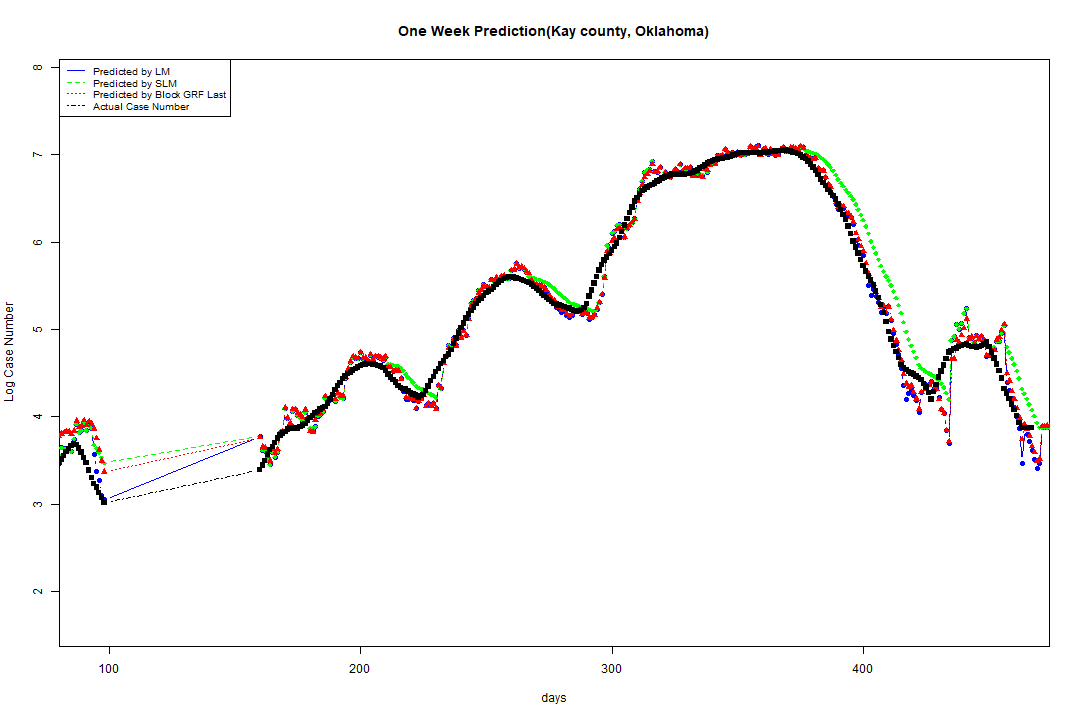 One Week Prediction(Kay county, Oklahoma)
Predicted by LM
Predicted by SLM
Predicted by Block GRF Last
Actual Case Number
8
7
6
5
4
3
2
Log Case Number
100 200 300 400
days